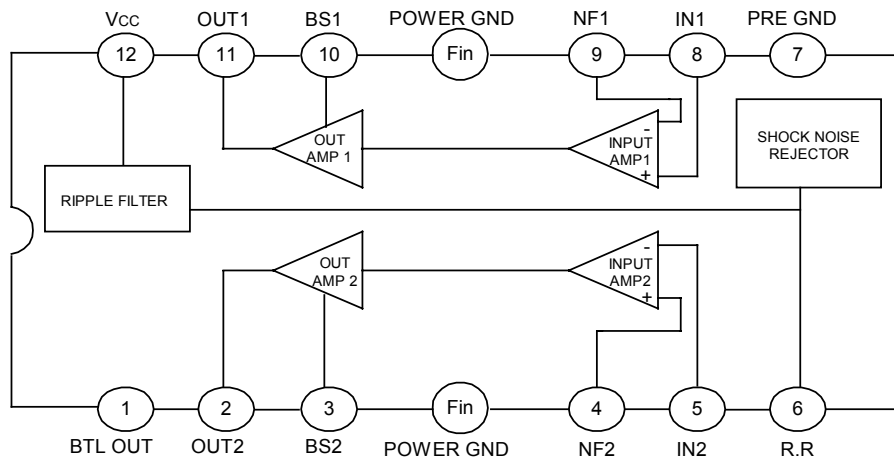 VCC OUT1 BS1 POWER GND NF1 IN1 PRE GND
12 11 10 Fin 9 8 7
OUT
AMP 1
-
INPUT
AMP1
+
SHOCK NOISE
REJECTOR
RIPPLE FILTER
OUT
AMP 2
-
INPUT
AMP2
+
1 2 3 Fin 4 5 6
BTL OUT OUT2 BS2 POWER GND NF2 IN2 R.R